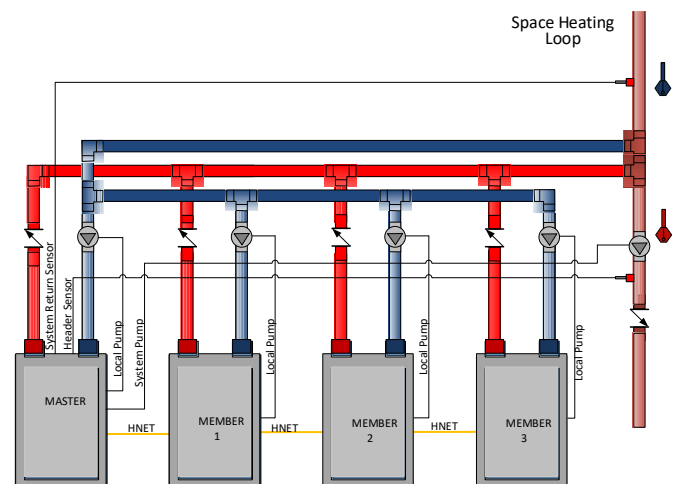 Space Heating
Loop
System Return Sensor
Header Sensor
Local Pump
System Pump
Local Pump
Local Pump
Local Pump
MASTER
HNET
MEMBER
1
HNET
MEMBER
2
HNET
MEMBER
3